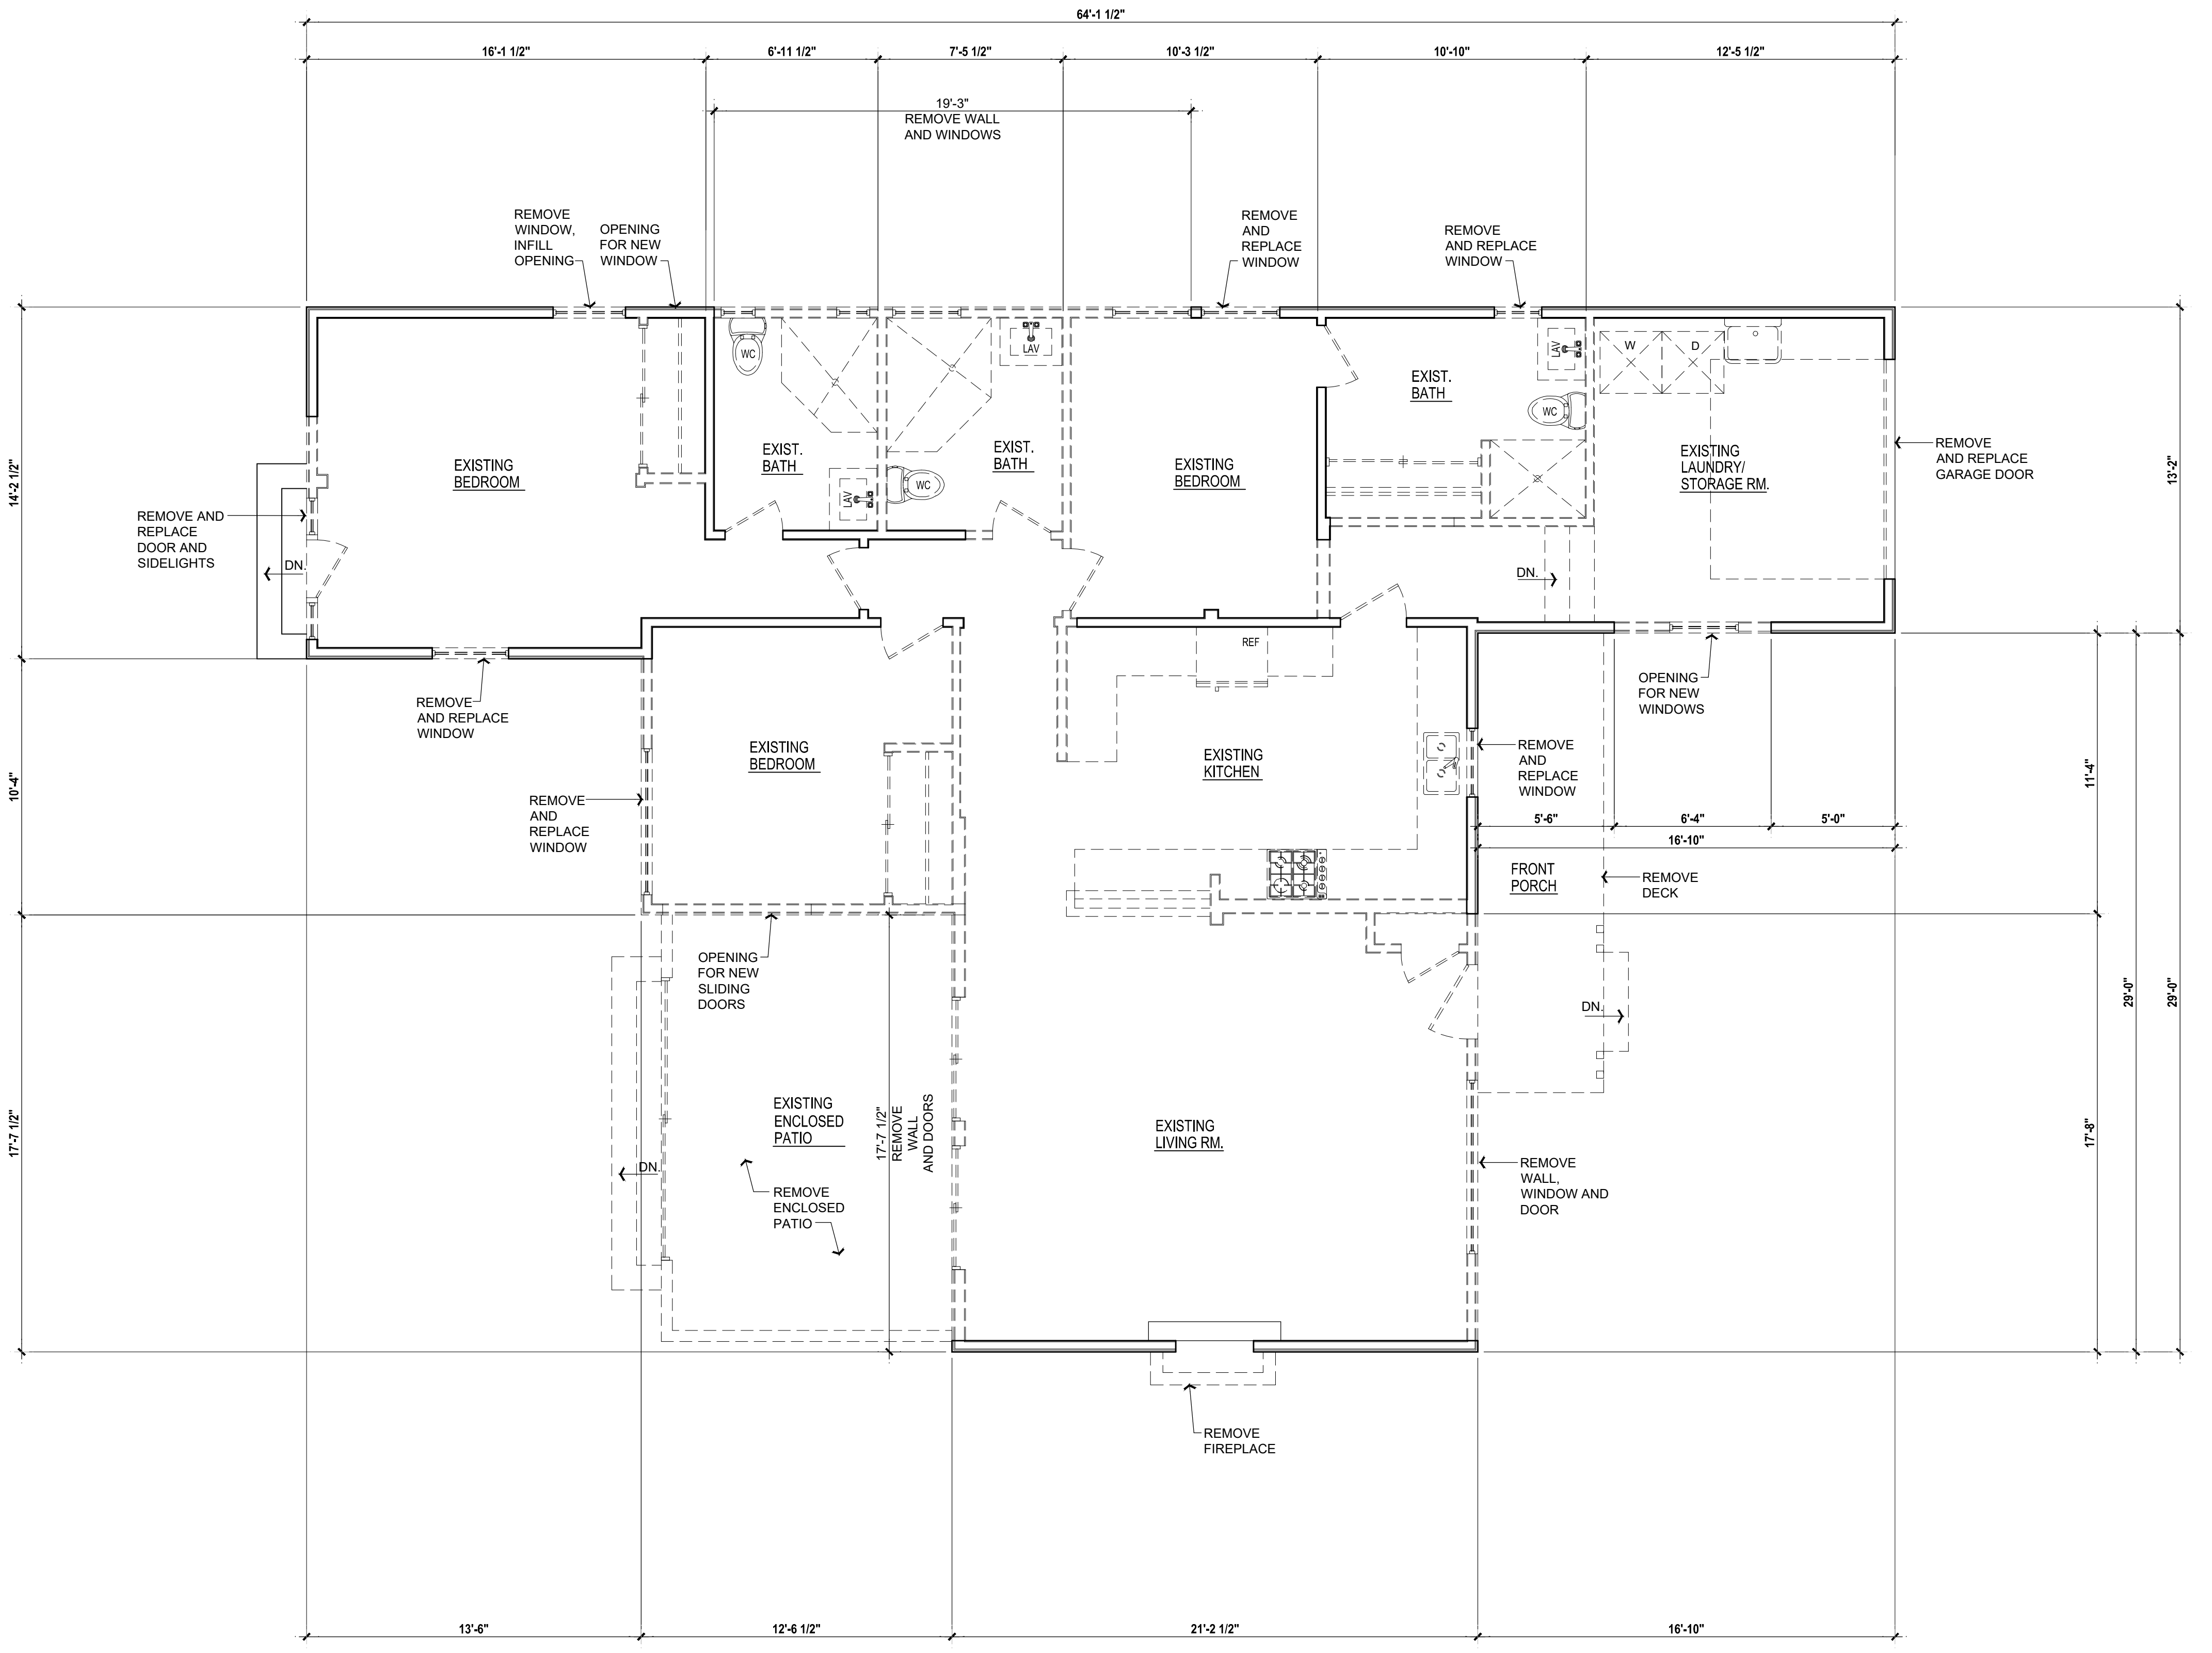 64'-1 1/2"
16'-1 1/2"
6'-11 1/2"
7'-5 1/2"
10'-3 1/2"
10'-10"
12'-5 1/2"
19'-3"
REMOVE WALL
AND WINDOWS
REMOVE
WINDOW,
INFILL
OPENING
OPENING
FOR NEW
WINDOW
REMOVE
AND
REPLACE
WINDOW
REMOVE
AND REPLACE
WINDOW
WC
LAV
LAV
W
D
EXIST.
BATH
WC
EXISTING
BEDROOM
EXIST.
BATH
LAV
EXIST.
BATH
WC
EXISTING
BEDROOM
EXISTING
LAUNDRY/
STORAGE RM.
REMOVE
AND REPLACE
GARAGE DOOR
14'-2 1/2"
13'-2"
REMOVE AND
REPLACE
DOOR AND
SIDELIGHTS
DN.
DN.
REF
REMOVE
AND REPLACE
WINDOW
OPENING
FOR NEW
WINDOWS
EXISTING
BEDROOM
EXISTING
KITCHEN
REMOVE
AND
REPLACE
WINDOW
10'-4"
11'-4"
REMOVE
AND
REPLACE
WINDOW
5'-6"
6'-4"
5'-0"
16'-10"
FRONT
PORCH
REMOVE
DECK
OPENING
FOR NEW
SLIDING
DOORS
DN.
29'-0"
29'-0"
EXISTING
ENCLOSED
PATIO
17'-7 1/2"
REMOVE
WALL
AND DOORS
EXISTING
LIVING RM.
17'-7 1/2"
17'-8"
DN.
REMOVE
ENCLOSED
PATIO
REMOVE
WALL,
WINDOW AND
DOOR
REMOVE
FIREPLACE
13'-6"
12'-6 1/2"
21'-2 1/2"
16'-10"